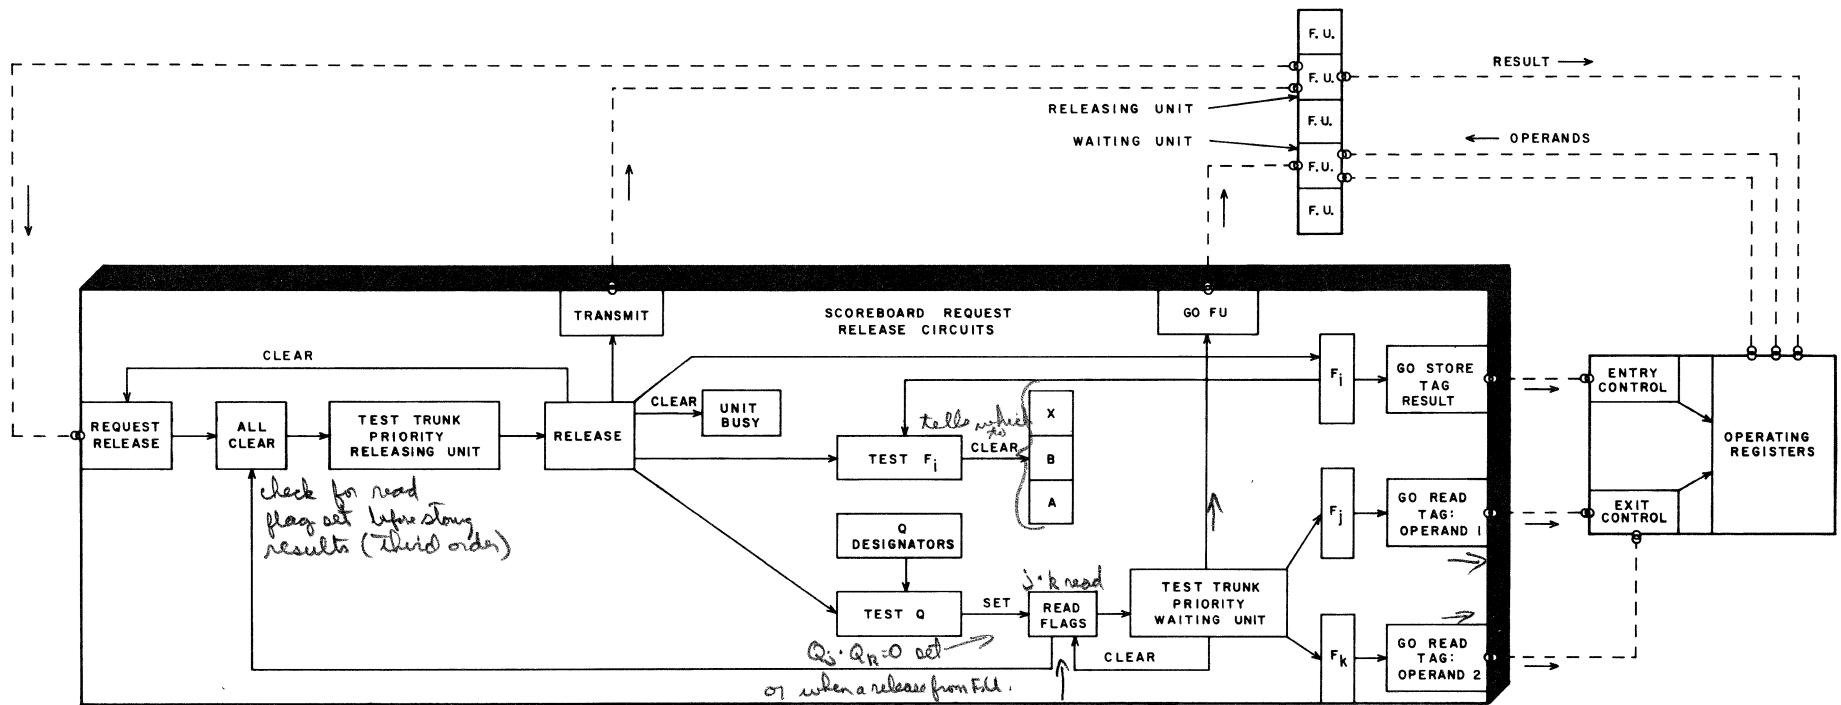 F.U.
RESULT
F.U.
RELEASING UNIT
F.U.
WAITING UNIT
OPERANDS
F.U.
F.U.
TRANSMIT
SCOREBOARD REQUEST
RELEASE CIRCUITS
GO FU
CLEAR
REQUEST
RELEASE
ALL
CLEAR
TEST TRUNK
PRIORITY
RELEASING UNIT
RELEASE
CLEAR
UNIT
BUSY
TEST Fi
tells which
to
CLEAR
X
B
A
Fi
GO STORE
TAG
RESULT
ENTRY
CONTROL
OPERATING
REGISTERS
EXIT
CONTROL
check for read
flag set before storing
results (third order)
Q
DESIGNATORS
TEST Q
SET
j·k read
READ
FLAGS
TEST TRUNK
PRIORITY
WAITING UNIT
CLEAR
Fj
GO READ
TAG:
OPERAND 1
Fk
GO READ
TAG:
OPERAND 2
Qj·Qk=0 set
or when a release from F.U.